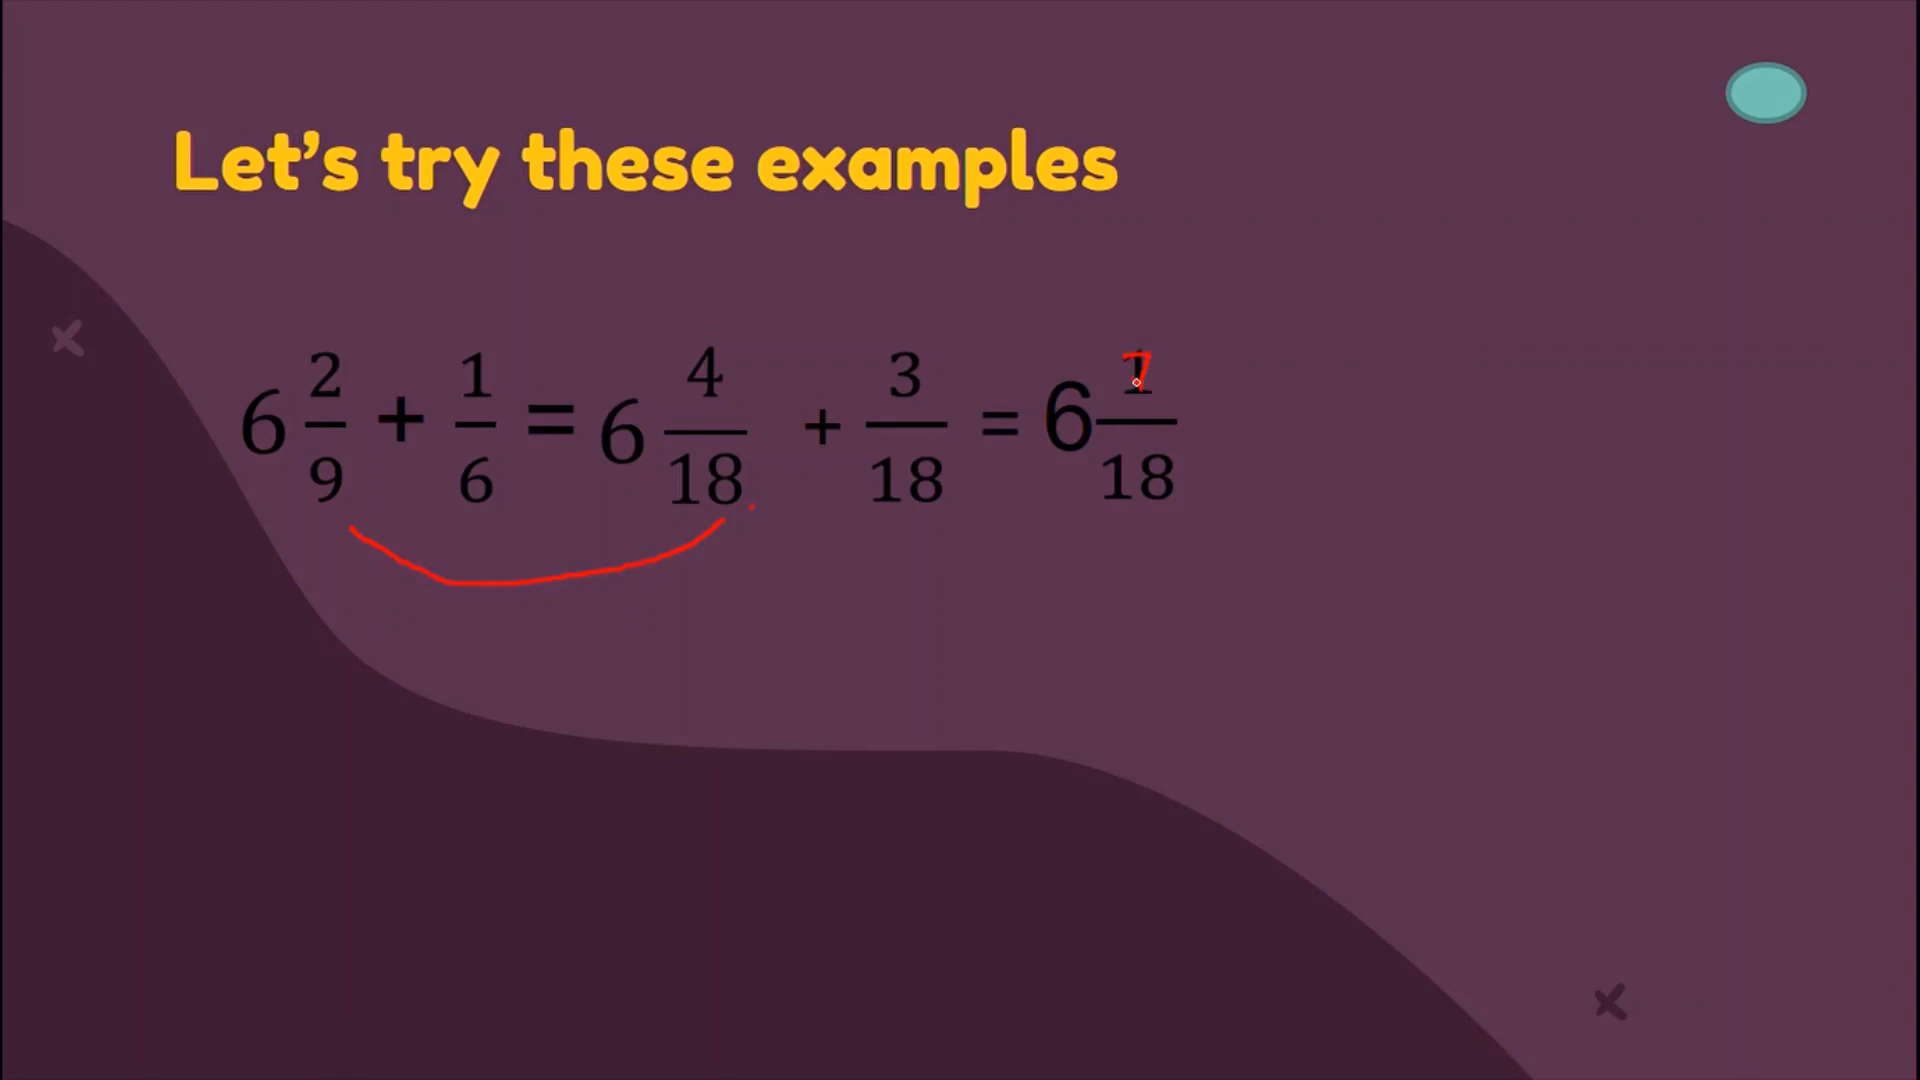 Let's try these examples
6 2/9 + 1/6 = 6 4/18 + 3/18 = 6 7/18